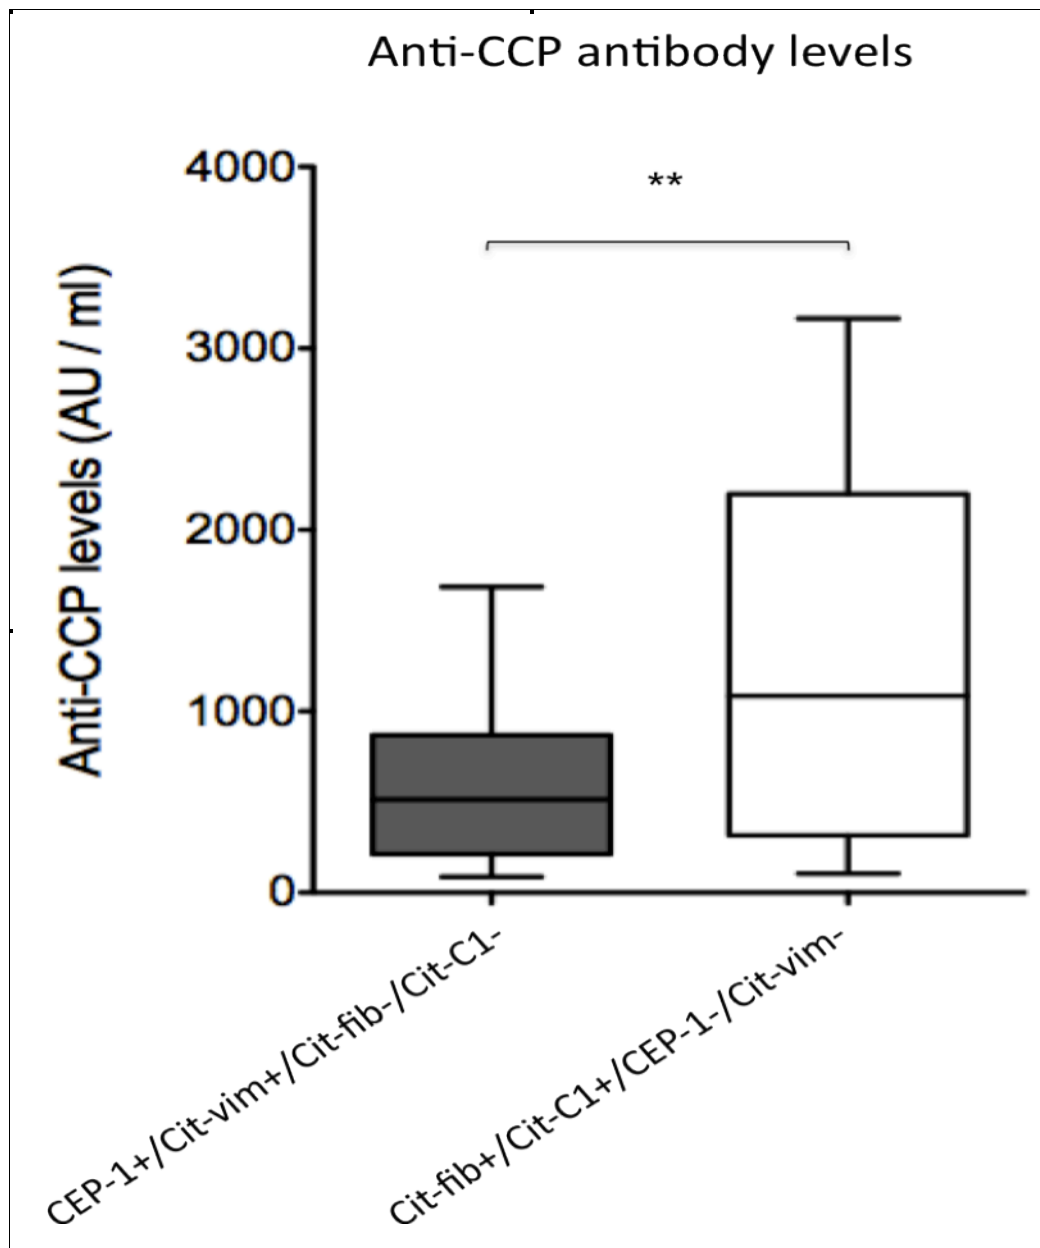 Anti-CCP antibody levels
Anti-CCP levels (AU / ml)
4000
3000
2000
1000
0
**
CEP-1+/Cit-vim+/Cit-fib-/Cit-C1-
Cit-fib+/Cit-C1+/CEP-1-/Cit-vim-